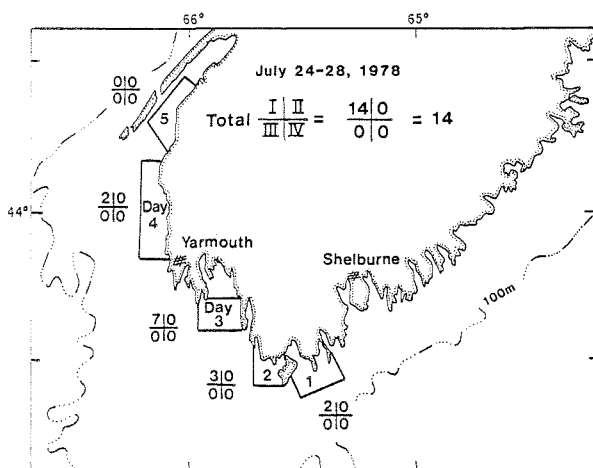 66° 65°
July 24-28, 1978
Total I|II = 14|0 = 14
III|IV 0|0
0|0
0|0
5
44°
2|0
0|0
Day
4
Yarmouth
Shelburne
100m
Day
3
7|0
0|0
3|0
0|0
2
1
2|0
0|0